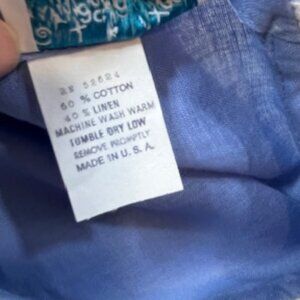 RN 52624
60 % COTTON
40 % LINEN
MACHINE WASH WARM
TUMBLE DRY LOW
REMOVE PROMPTLY
MADE IN U.S.A.